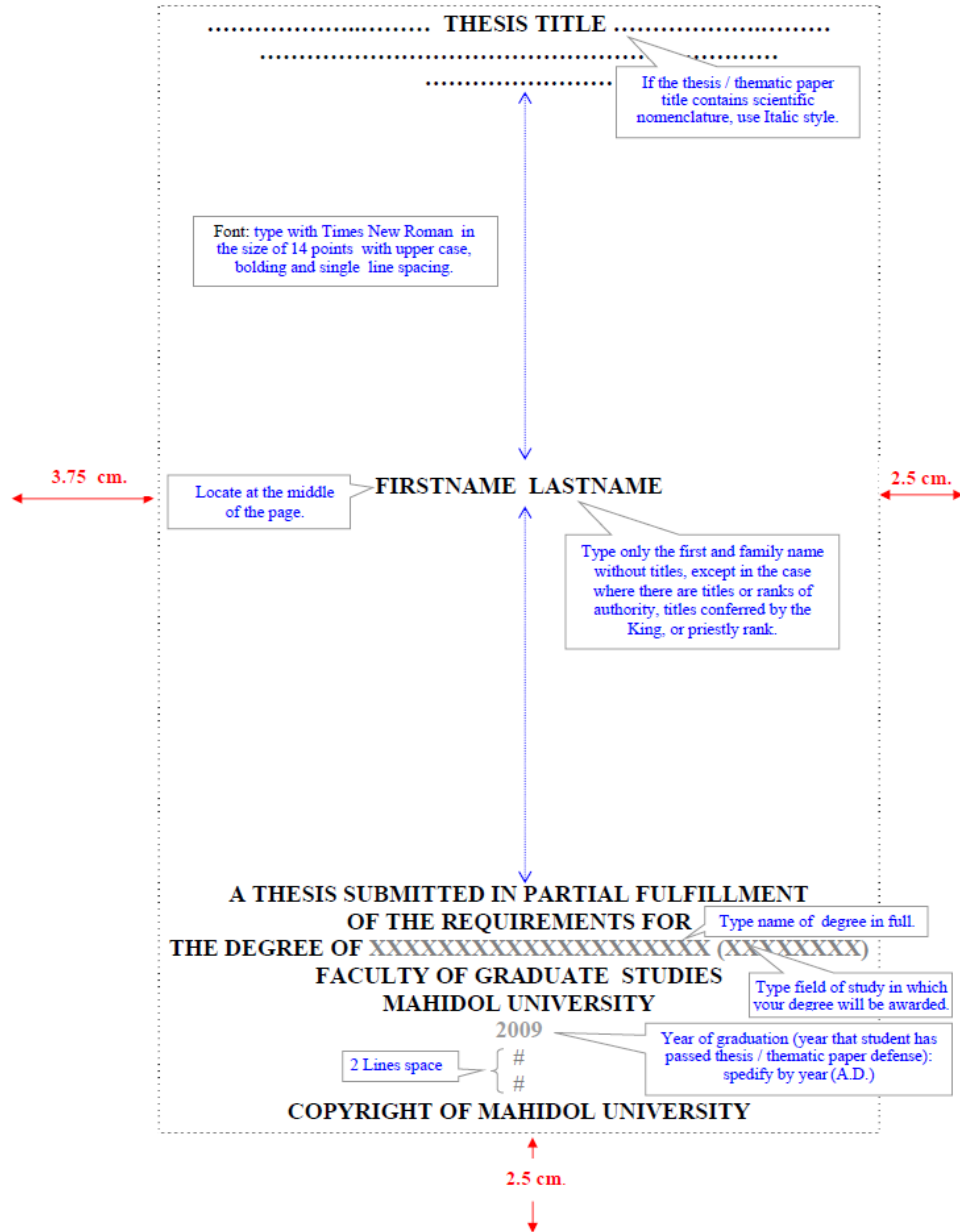 ………………...……… THESIS TITLE ………………..………
……………………………………………………………………
…………………………
If the thesis / thematic paper
title contains scientific
nomenclature, use Italic style.
Font: type with Times New Roman in
the size of 14 points with upper case,
bolding and single line spacing.
3.75 cm.
Locate at the middle
of the page.
FIRSTNAME LASTNAME
2.5 cm.
Type only the first and family name
without titles, except in the case
where there are titles or ranks of
authority, titles conferred by the
King, or priestly rank.
A THESIS SUBMITTED IN PARTIAL FULFILLMENT
OF THE REQUIREMENTS FOR
Type name of degree in full.
THE DEGREE OF XXXXXXXXXXXXXXXXXXXX (XXXXXXXX)
FACULTY OF GRADUATE STUDIES
MAHIDOL UNIVERSITY
Type field of study in which
your degree will be awarded.
2009
Year of graduation (year that student has
passed thesis / thematic paper defense):
spedify by year (A.D.)
2 Lines space
#
#
COPYRIGHT OF MAHIDOL UNIVERSITY
2.5 cm.